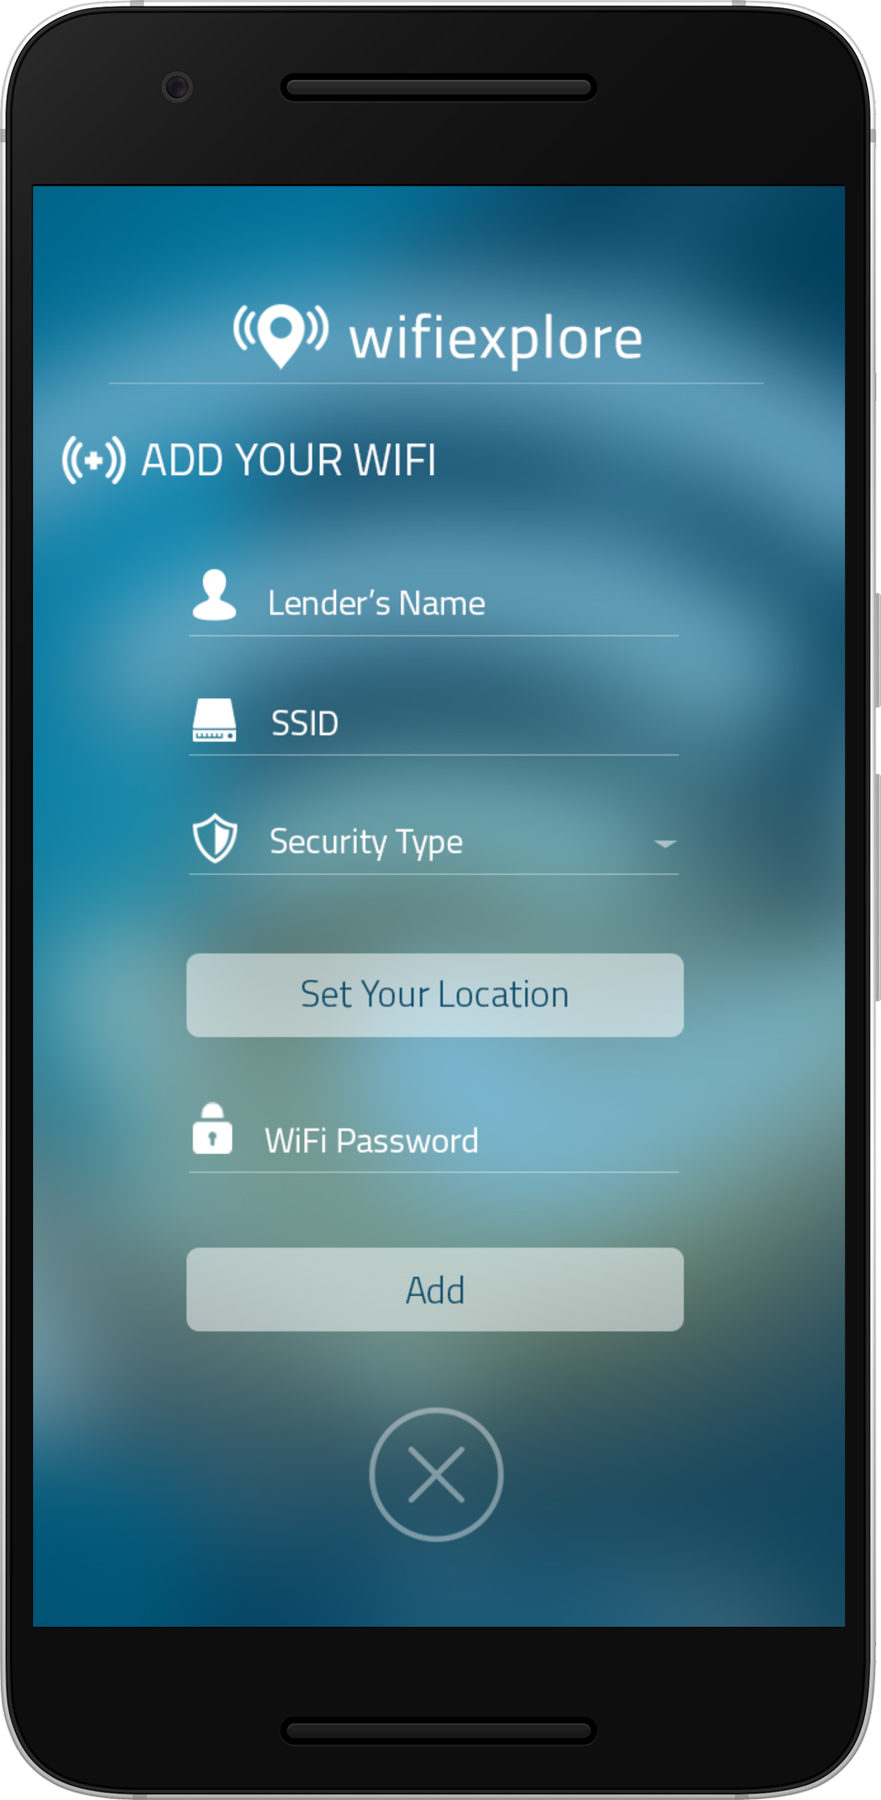 wifiexplore
ADD YOUR WIFI
Lender’s Name
SSID
Security Type
Set Your Location
WiFi Password
Add